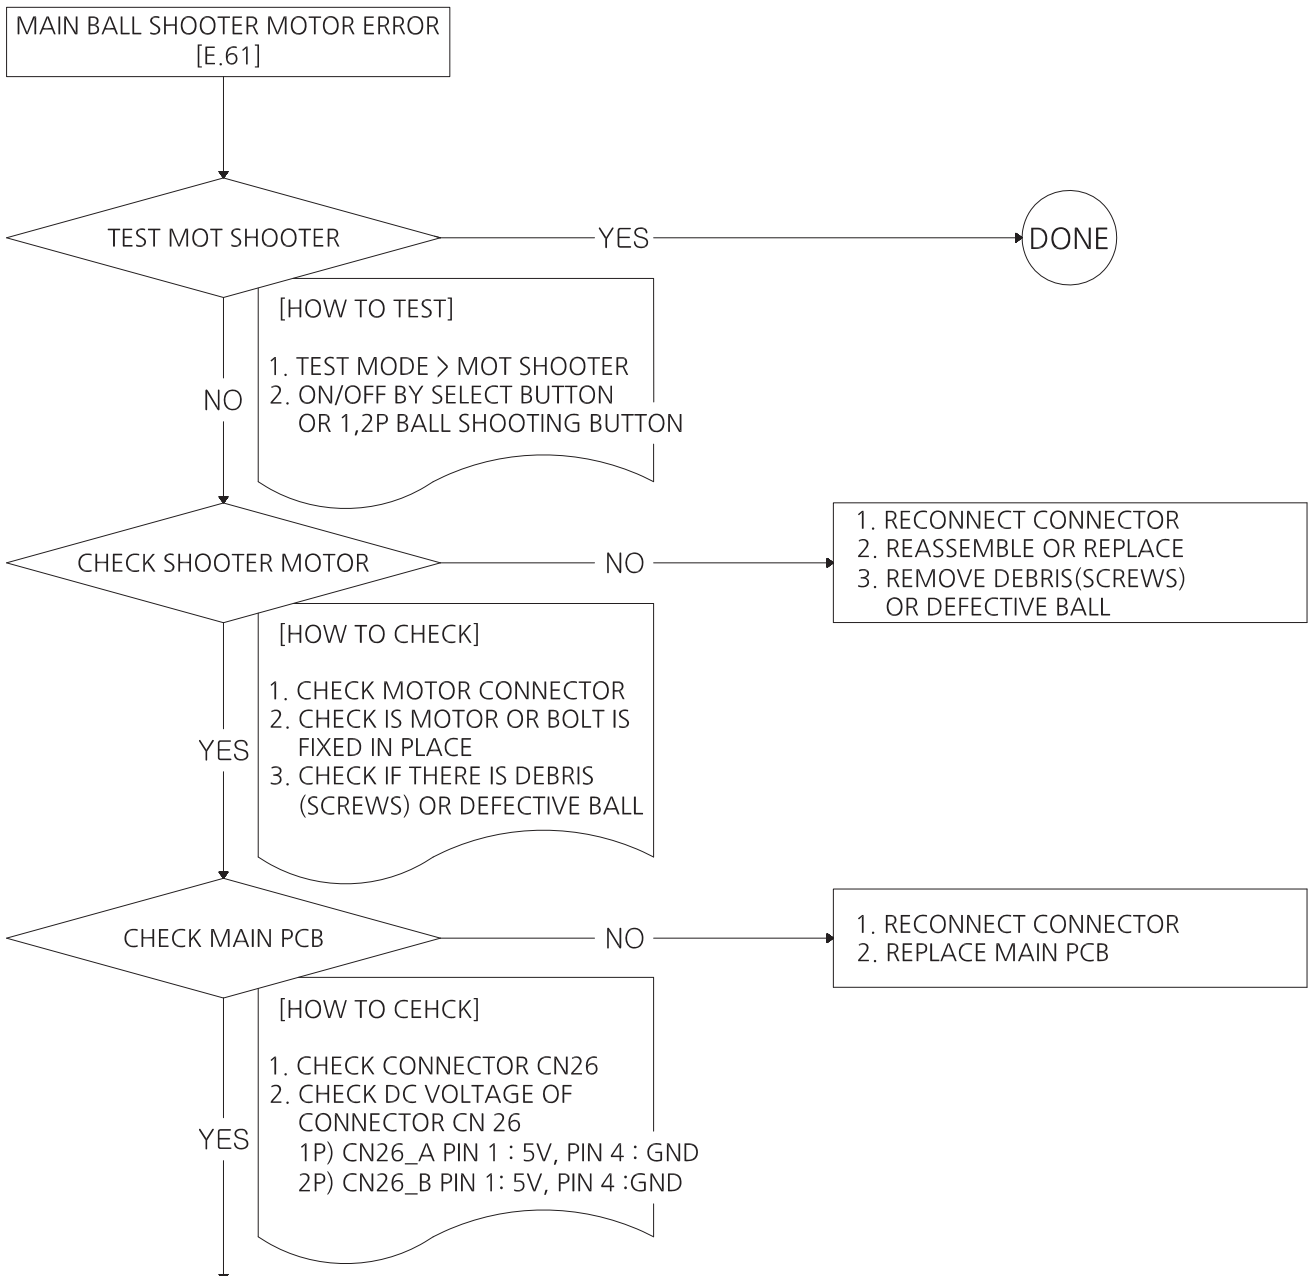 MAIN BALL SHOOTER MOTOR ERROR
[E.61]
TEST MOT SHOOTER
YES
DONE
[HOW TO TEST]
1. TEST MODE > MOT SHOOTER
2. ON/OFF BY SELECT BUTTON
OR 1,2P BALL SHOOTING BUTTON
NO
CHECK SHOOTER MOTOR
NO
1. RECONNECT CONNECTOR
2. REASSEMBLE OR REPLACE
3. REMOVE DEBRIS(SCREWS)
OR DEFECTIVE BALL
[HOW TO CHECK]
1. CHECK MOTOR CONNECTOR
2. CHECK IS MOTOR OR BOLT IS
FIXED IN PLACE
3. CHECK IF THERE IS DEBRIS
(SCREWS) OR DEFECTIVE BALL
YES
CHECK MAIN PCB
NO
1. RECONNECT CONNECTOR
2. REPLACE MAIN PCB
[HOW TO CEHCK]
1. CHECK CONNECTOR CN26
2. CHECK DC VOLTAGE OF
CONNECTOR CN 26
1P) CN26_A PIN 1 : 5V, PIN 4 : GND
2P) CN26_B PIN 1: 5V, PIN 4 :GND
YES